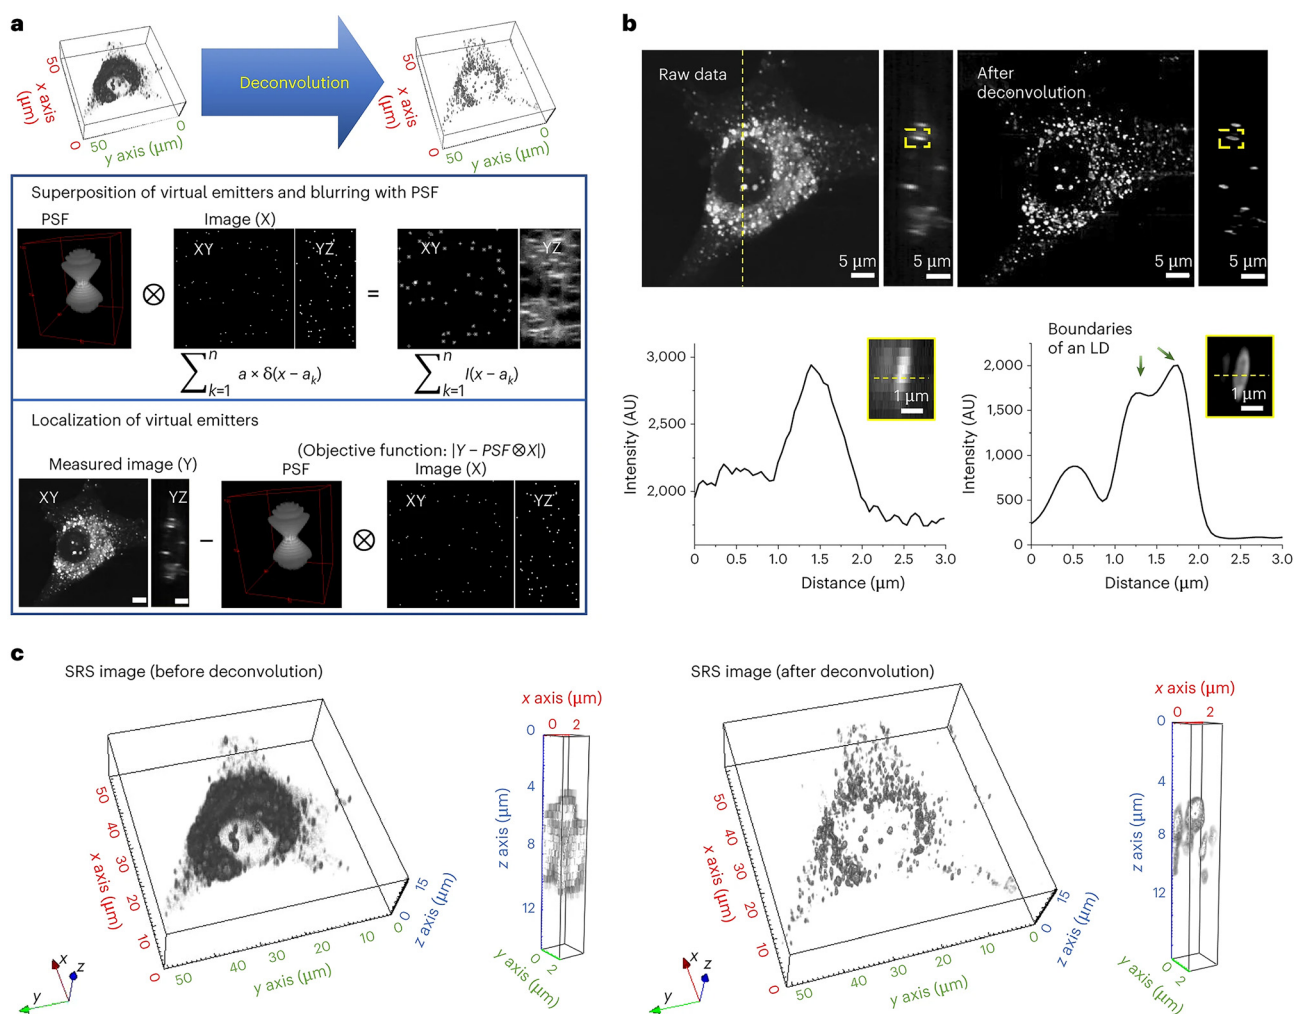 a
50
x axis
(μm)
0
50
y axis (μm)
0
Deconvolution
50
x axis
(μm)
0
50
y axis (μm)
0
Superposition of virtual emitters and blurring with PSF
PSF
Image (X)
XY
YZ
⊗
=
XY
YZ
∑ n k=1 a × δ(x − aₖ)
∑ n k=1 I(x − aₖ)
Localization of virtual emitters
(Objective function: |Y − PSF⊗X|)
Measured image (Y)
PSF
Image (X)
XY
YZ
−
⊗
XY
YZ
b
Raw data
5 μm
5 μm
After
deconvolution
5 μm
5 μm
3,000
2,500
2,000
Intensity (AU)
1 μm
0 0.5 1.0 1.5 2.0 2.5 3.0
Distance (μm)
Boundaries
of an LD
2,000
1,500
1,000
500
0
Intensity (AU)
1 μm
0 0.5 1.0 1.5 2.0 3.0
Distance (μm)
c
SRS image (before deconvolution)
50
40
30
20
10
0
x axis (μm)
50 40 30 20 10 0
y axis (μm)
0 15
z axis (μm)
x
z
y
x axis (μm)
0 2
0
4
8
12
z axis (μm)
0 2
y axis (μm)
SRS image (after deconvolution)
50
40
30
20
10
0
x axis (μm)
50 40 30 20 10 0
y axis (μm)
0 15
z axis (μm)
x
z
y
x axis (μm)
0 2
0
4
8
12
z axis (μm)
0 2
y axis (μm)